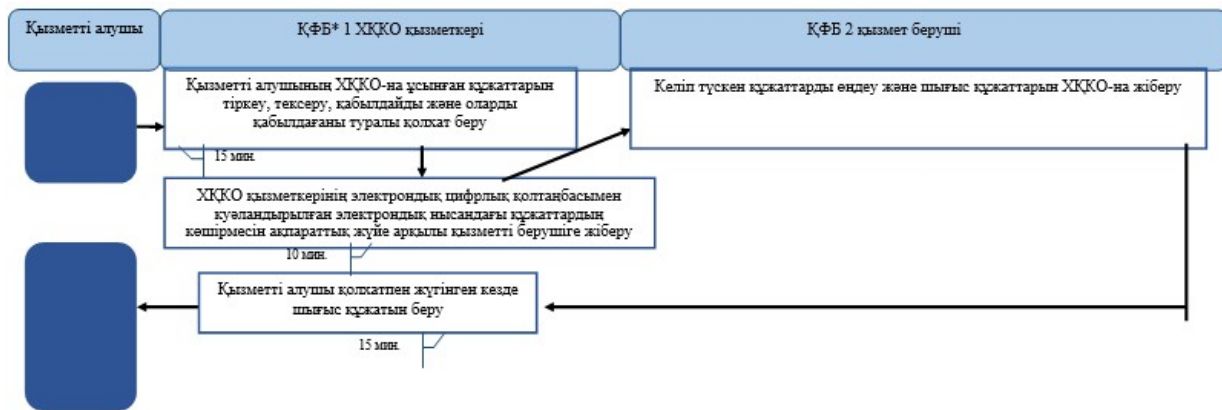 Қызметті алушы
ҚФБ* 1 ХҚКО қызметкері
ҚФБ 2 қызмет беруші
Қызметті алушының ХҚКО-на ұсынған құжаттарын
тіркеу, тексеру, қабылдайды және оларды
қабылдағаны туралы қолхат беру
Келіп түскен құжаттарды өңдеу және шығыс құжаттарын ХҚКО-на жіберу
15 мин.
ХҚКО қызметкерінің электрондық цифрлық қолтаңбасымен
куәландырылған электрондық нысандағы құжаттардың
көшірмесін ақпараттық жүйе арқылы қызметті берушіге жіберу
10 мин.
Қызметті алушы қолхатпен жүгінген кезде
шығыс құжатын беру
15 мин.